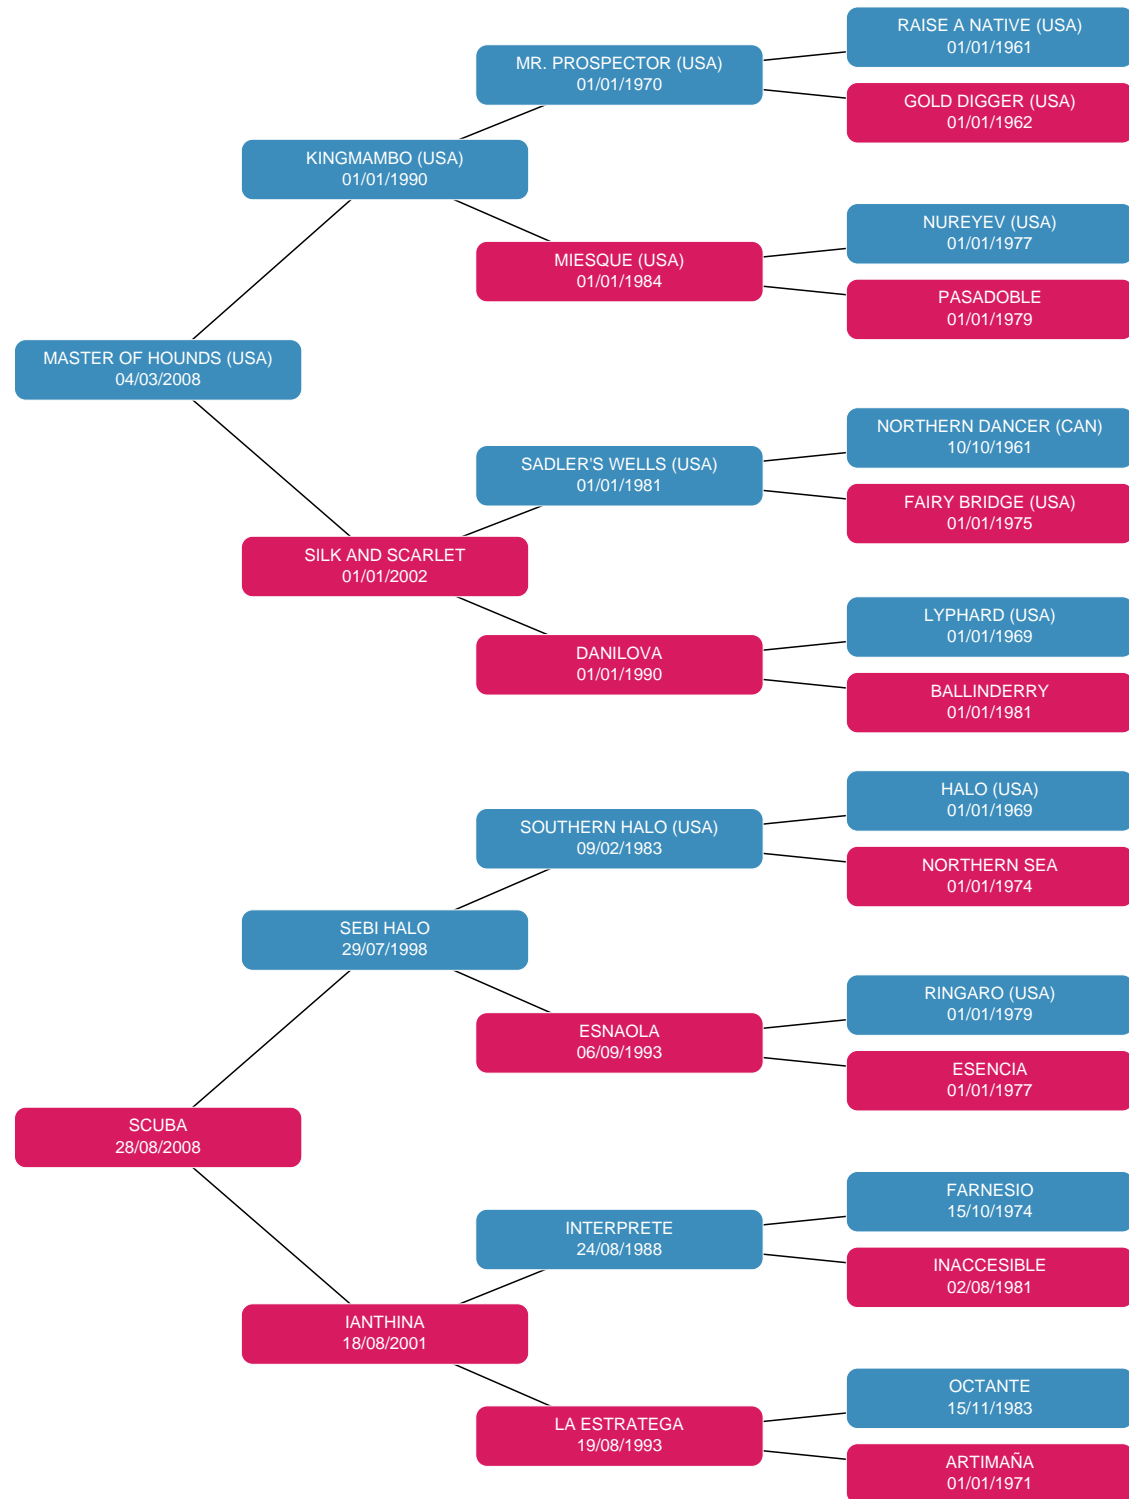 RAISE A NATIVE (USA)
01/01/1961
MR. PROSPECTOR (USA)
01/01/1970
GOLD DIGGER (USA)
01/01/1962
KINGMAMBO (USA)
01/01/1990
NUREYEV (USA)
01/01/1977
MIESQUE (USA)
01/01/1984
PASADOBLE
01/01/1979
MASTER OF HOUNDS (USA)
04/03/2008
NORTHERN DANCER (CAN)
10/10/1961
SADLER'S WELLS (USA)
01/01/1981
FAIRY BRIDGE (USA)
01/01/1975
SILK AND SCARLET
01/01/2002
LYPHARD (USA)
01/01/1969
DANILOVA
01/01/1990
BALLINDERRY
01/01/1981
HALO (USA)
01/01/1969
SOUTHERN HALO (USA)
09/02/1983
NORTHERN SEA
01/01/1974
SEBI HALO
29/07/1998
RINGARO (USA)
01/01/1979
ESNAOLA
06/09/1993
ESENCIA
01/01/1977
SCUBA
28/08/2008
FARNESIO
15/10/1974
INTERPRETE
24/08/1988
INACCESIBLE
02/08/1981
IANTHINA
18/08/2001
OCTANTE
15/11/1983
LA ESTRATEGA
19/08/1993
ARTIMAÑA
01/01/1971